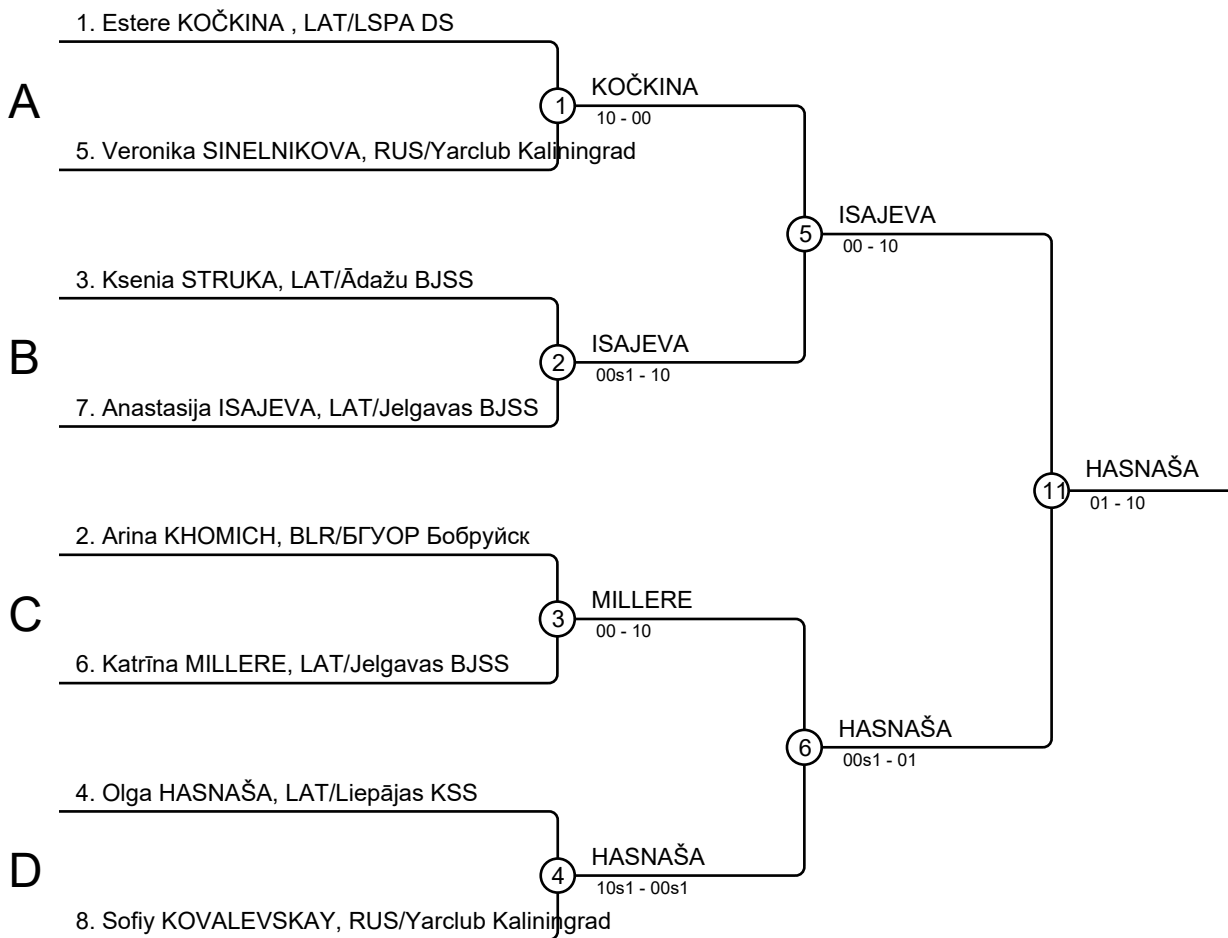 1. Estere KOČKINA , LAT/LSPA DS
A
1
KOČKINA
10 - 00
5. Veronika SINELNIKOVA, RUS/Yarclub Kaliningrad
5
ISAJEVA
00 - 10
3. Ksenia STRUKA, LAT/Ādažu BJSS
B
2
ISAJEVA
00s1 - 10
7. Anastasija ISAJEVA, LAT/Jelgavas BJSS
11
HASNAŠA
01 - 10
2. Arina KHOMICH, BLR/БГУОР Бобруйск
C
3
MILLERE
00 - 10
6. Katrīna MILLERE, LAT/Jelgavas BJSS
6
HASNAŠA
00s1 - 01
4. Olga HASNAŠA, LAT/Liepājas KSS
D
4
HASNAŠA
10s1 - 00s1
8. Sofiy KOVALEVSKAY, RUS/Yarclub Kaliningrad